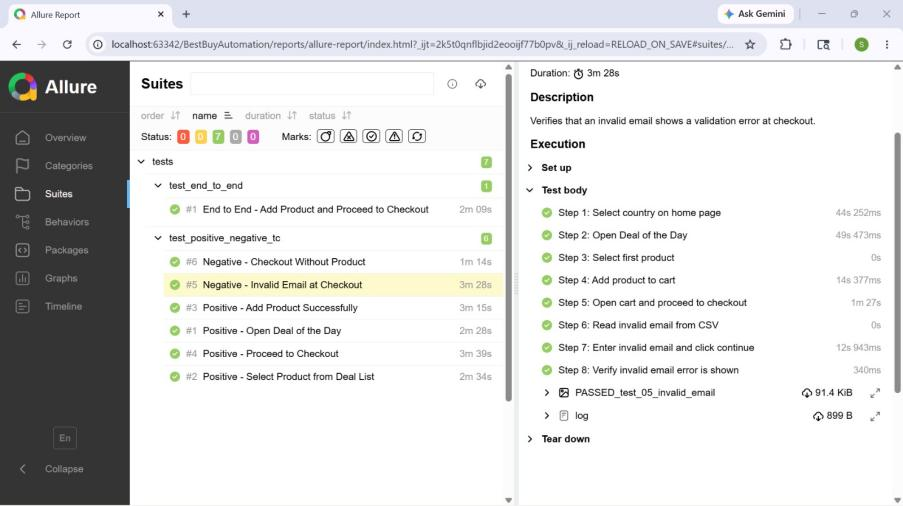 Allure Report
Ask Gemini
localhost:63342/BestBuyAutomation/reports/allure-report/index.html?_ijt=2k5t0qnflbjid2eooijf77b0pv&_ij_reload=RELOAD_ON_SAVE#suites/...
S
Allure
Overview
Categories
Suites
Behaviors
Packages
Graphs
Timeline
En
Collapse
Suites
order name duration status
Status: 0 0 7 0 0 Marks:
tests 7
test_end_to_end 1
#1 End to End - Add Product and Proceed to Checkout 2m 09s
test_positive_negative_tc 6
#6 Negative - Checkout Without Product 1m 14s
#5 Negative - Invalid Email at Checkout 3m 28s
#3 Positive - Add Product Successfully 3m 15s
#1 Positive - Open Deal of the Day 2m 28s
#4 Positive - Proceed to Checkout 3m 39s
#2 Positive - Select Product from Deal List 2m 34s
Duration: 3m 28s
Description
Verifies that an invalid email shows a validation error at checkout.
Execution
Set up
Test body
Step 1: Select country on home page 44s 252ms
Step 2: Open Deal of the Day 49s 473ms
Step 3: Select first product 0s
Step 4: Add product to cart 14s 377ms
Step 5: Open cart and proceed to checkout 1m 27s
Step 6: Read invalid email from CSV 0s
Step 7: Enter invalid email and click continue 12s 943ms
Step 8: Verify invalid email error is shown 340ms
PASSED_test_05_invalid_email 91.4 KiB
log 899 B
Tear down